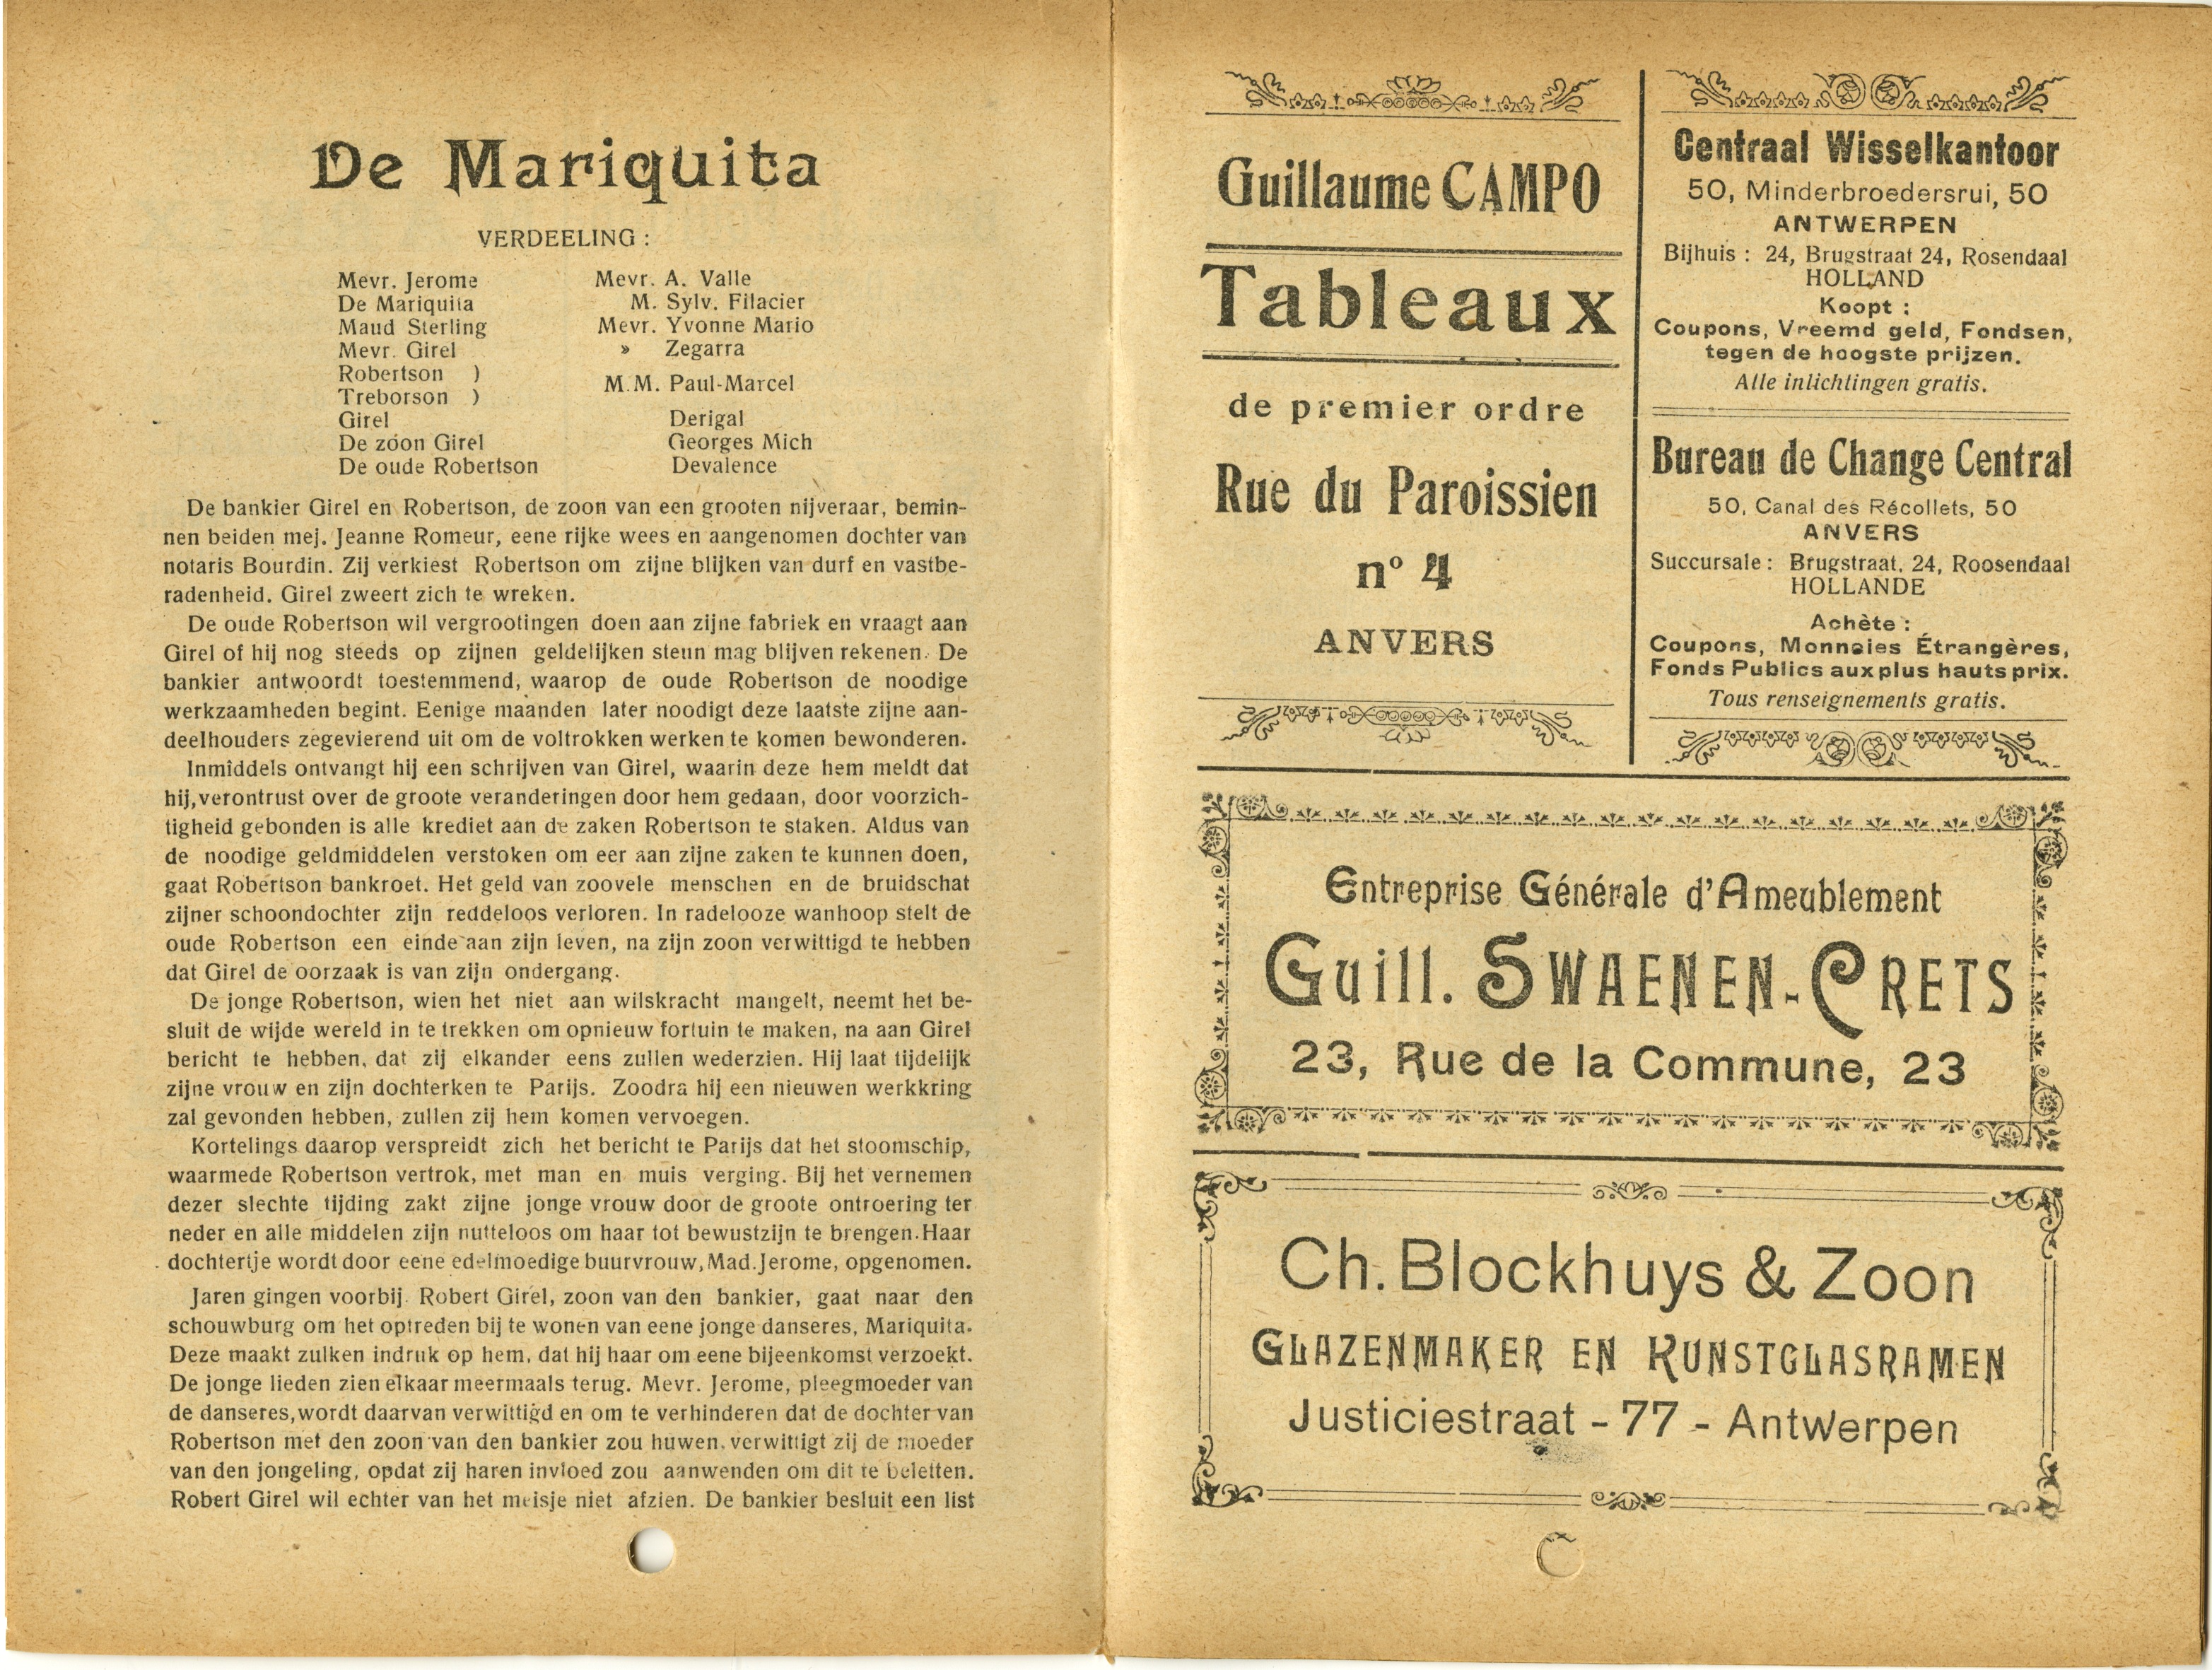 De Mariquita
VERDEELING :
Mevr. Jerome Mevr. A. Valle
De Mariquita M. Sylv. Filacier
Maud Sterling Mevr. Yvonne Mario
Mevr. Girel » Zegarra
Robertson )
Treborson ) M.M. Paul-Marcel
Girel Derigal
De zoon Girel Georges Mich
De oude Robertson Devalence
De bankier Girel en Robertson, de zoon van een grooten nijveraar, bemin-
nen beiden mej. Jeanne Romeur, eene rijke wees en aangenomen dochter van
notaris Bourdin. Zij verkiest Robertson om zijne blijken van durf en vastbe-
radenheid. Girel zweert zich te wreken.
De oude Robertson wil vergrootingen doen aan zijne fabriek en vraagt aan
Girel of hij nog steeds op zijnen geldelijken steun mag blijven rekenen. De
bankier antwoordt toestemmend, waarop de oude Robertson de noodige
werkzaamheden begint. Eenige maanden later noodigt deze laatste zijne aan-
deelhouders zegevierend uit om de voltrokken werken te komen bewonderen.
Inmiddels ontvangt hij een schrijven van Girel, waarin deze hem meldt dat
hij, verontrust over de groote veranderingen door hem gedaan, door voorzich-
tigheid gebonden is alle krediet aan de zaken Robertson te staken. Aldus van
de noodige geldmiddelen verstoken om eer aan zijne zaken te kunnen doen,
gaat Robertson bankroet. Het geld van zoovele menschen en de bruidschat
zijner schoondochter zijn reddeloos verloren. In radelooze wanhoop stelt de
oude Robertson een einde aan zijn leven, na zijn zoon verwittigd te hebben
dat Girel de oorzaak is van zijn ondergang.
De jonge Robertson, wien het niet aan wilskracht mangelt, neemt het be-
sluit de wijde wereld in te trekken om opnieuw fortuin te maken, na aan Girel
bericht te hebben, dat zij elkander eens zullen wederzien. Hij laat tijdelijk
zijne vrouw en zijn dochterken te Parijs. Zoodra hij een nieuwen werkkring
zal gevonden hebben, zullen zij hem komen vervoegen.
Kortelings daarop verspreidt zich het bericht te Parijs dat het stoomschip,
waarmede Robertson vertrok, met man en muis verging. Bij het vernemen
dezer slechte tijding zakt zijne jonge vrouw door de groote ontroering ter
neder en alle middelen zijn nutteloos om haar tot bewustzijn te brengen. Haar
dochtertje wordt door eene edelmoedige buurvrouw, Mad. Jerome, opgenomen.
Jaren gingen voorbij. Robert Girel, zoon van den bankier, gaat naar den
schouwburg om het optreden bij te wonen van eene jonge danseres, Mariquita.
Deze maakt zulken indruk op hem, dat hij haar om eene bijeenkomst verzoekt.
De jonge lieden zien elkaar meermaals terug. Mevr. Jerome, pleegmoeder van
de danseres, wordt daarvan verwittigd en om te verhinderen dat de dochter van
Robertson met den zoon van den bankier zou huwen, verwittigt zij de moeder
van den jongeling, opdat zij haren invloed zou aanwenden om dit te beletten.
Robert Girel wil echter van het meisje niet afzien. De bankier besluit een list
Guillaume CAMPO
Tableaux
de premier ordre
Rue du Paroissien
n° 4
ANVERS
Centraal Wisselkantoor
50, Minderbroedersrui, 50
ANTWERPEN
Bijhuis : 24, Brugstraat 24, Rosendaal
HOLLAND
Koopt :
Coupons, Vreemd geld, Fondsen,
tegen de hoogste prijzen.
Alle inlichtingen gratis.
Bureau de Change Central
50, Canal des Récollets, 50
ANVERS
Succursale : Brugstraat, 24, Roosendaal
HOLLANDE
Achète :
Coupons, Monnaies Étrangères,
Fonds Publics aux plus hauts prix.
Tous renseignements gratis.
Entreprise Générale d'Ameublement
Guill. SWAENEN-CRETS
23, Rue de la Commune, 23
Ch. Blockhuys & Zoon
GLAZENMAKER EN KUNSTGLASRAMEN
Justiciestraat - 77 - Antwerpen